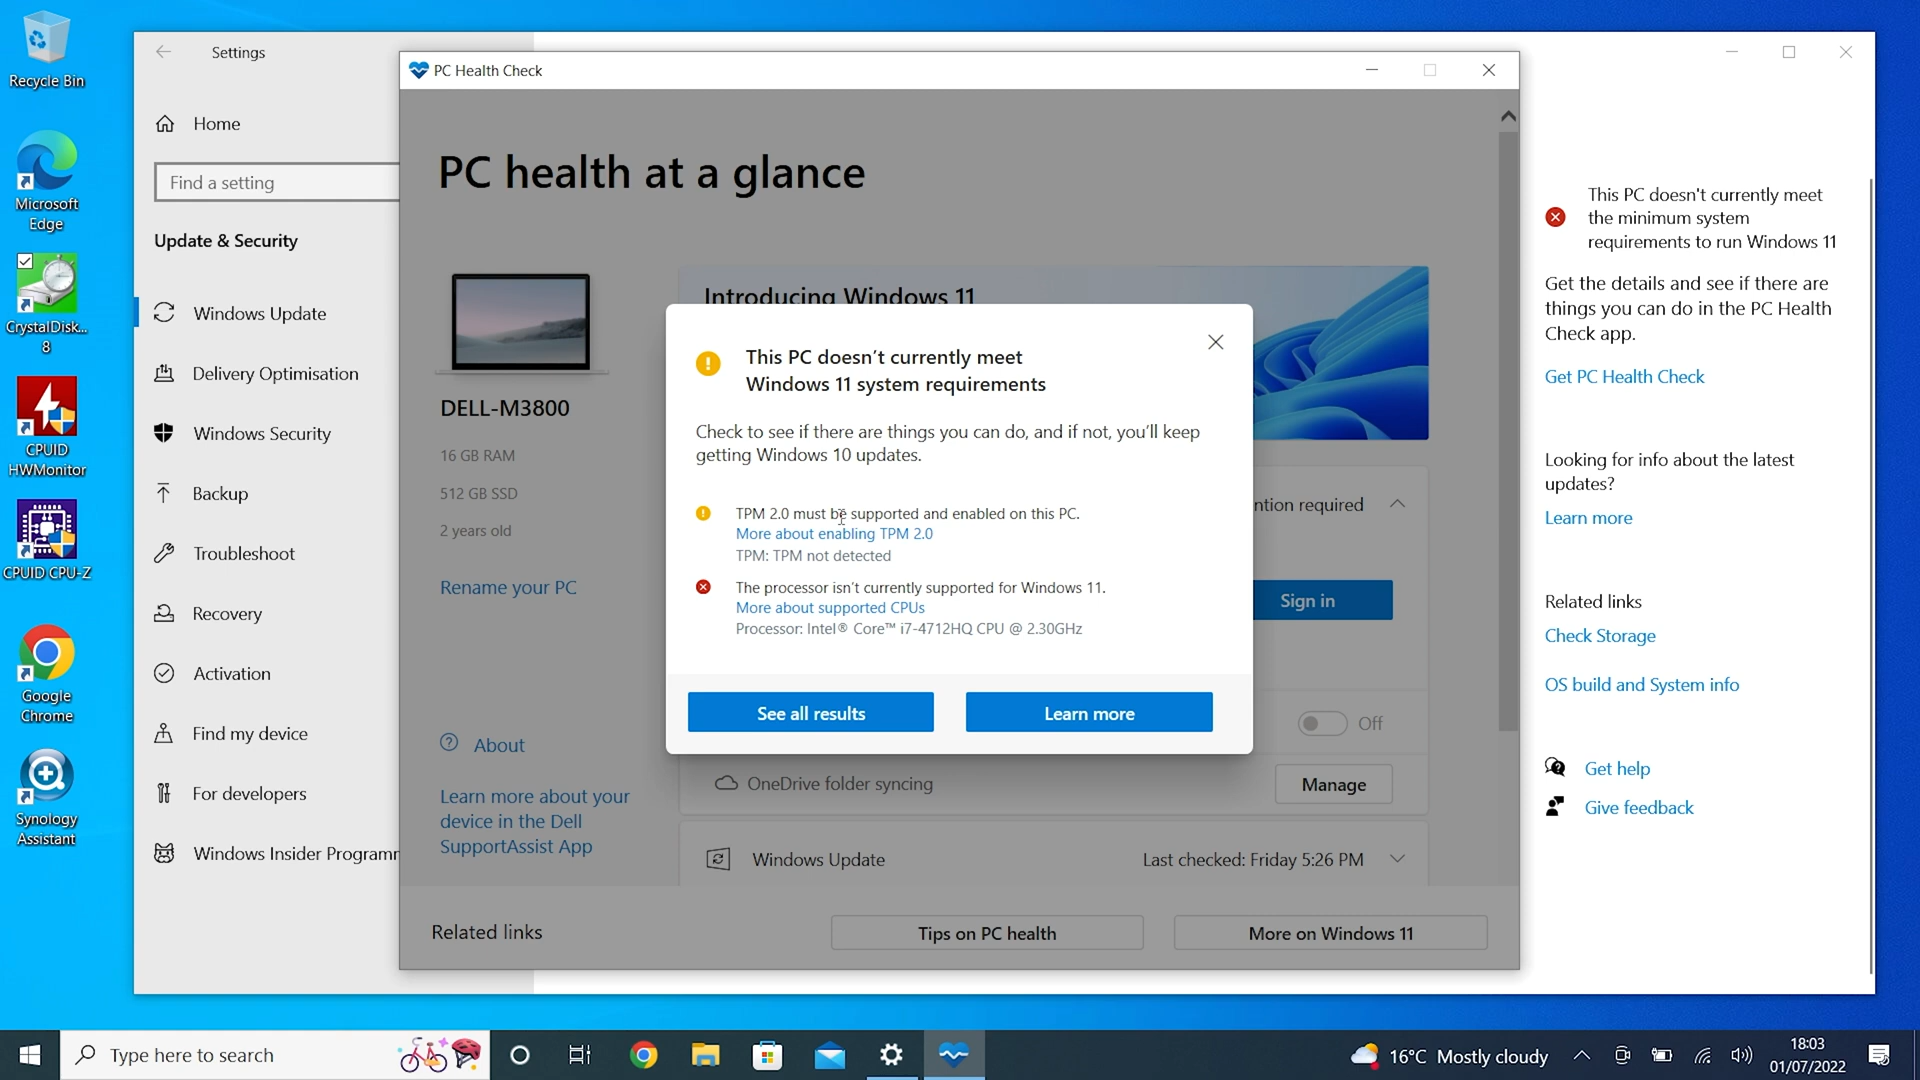 Recycle Bin
Microsoft
Edge
CrystalDisk...
8
CPUID
HWMonitor
CPUID CPU-Z
Google
Chrome
Synology
Assistant
Settings
Home
Find a setting
Update & Security
Windows Update
Delivery Optimisation
Windows Security
Backup
Troubleshoot
Recovery
Activation
Find my device
For developers
Windows Insider Programm
PC Health Check
PC health at a glance
DELL-M3800
16 GB RAM
512 GB SSD
2 years old
Rename your PC
About
Learn more about your
device in the Dell
SupportAssist App
Introducing Windows 11
This PC doesn't currently meet
Windows 11 system requirements
Check to see if there are things you can do, and if not, you'll keep
getting Windows 10 updates.
TPM 2.0 must be supported and enabled on this PC.
More about enabling TPM 2.0
TPM: TPM not detected
The processor isn't currently supported for Windows 11.
More about supported CPUs
Processor: Intel® Core™ i7-4712HQ CPU @ 2.30GHz
See all results
Learn more
ntion required
Sign in
Off
OneDrive folder syncing
Manage
Windows Update
Last checked: Friday 5:26 PM
Related links
Tips on PC health
More on Windows 11
This PC doesn't currently meet
the minimum system
requirements to run Windows 11
Get the details and see if there are
things you can do in the PC Health
Check app.
Get PC Health Check
Looking for info about the latest
updates?
Learn more
Related links
Check Storage
OS build and System info
Get help
Give feedback
Type here to search
16°C Mostly cloudy
18:03
01/07/2022